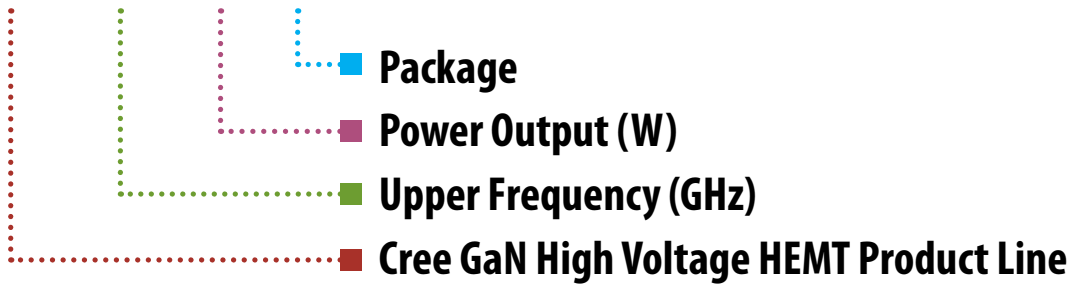 Package
Power Output (W)
Upper Frequency (GHz)
Cree GaN High Voltage HEMT Product Line